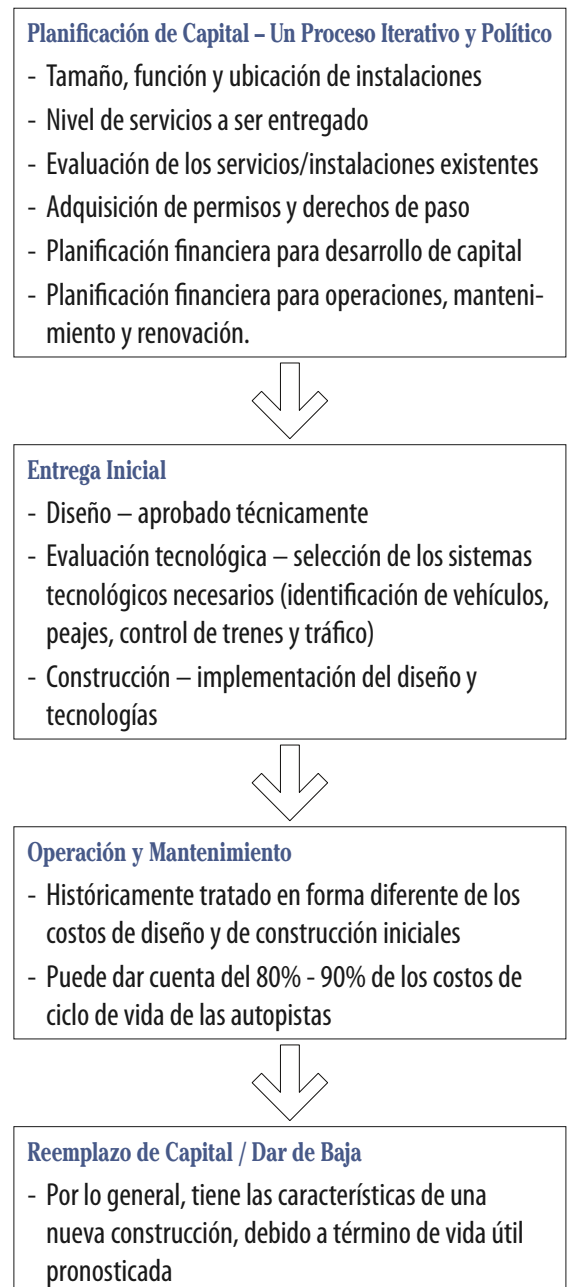 Planificación de Capital – Un Proceso Iterativo y Político
- Tamaño, función y ubicación de instalaciones
- Nivel de servicios a ser entregado
- Evaluación de los servicios/instalaciones existentes
- Adquisición de permisos y derechos de paso
- Planificación financiera para desarrollo de capital
- Planificación financiera para operaciones, manteni-
miento y renovación.
Entrega Inicial
- Diseño – aprobado técnicamente
- Evaluación tecnológica – selección de los sistemas
tecnológicos necesarios (identificación de vehículos,
peajes, control de trenes y tráfico)
- Construcción – implementación del diseño y
tecnologías
Operación y Mantenimiento
- Históricamente tratado en forma diferente de los
costos de diseño y de construcción iniciales
- Puede dar cuenta del 80% - 90% de los costos de
ciclo de vida de las autopistas
Reemplazo de Capital / Dar de Baja
- Por lo general, tiene las características de una
nueva construcción, debido a término de vida útil
pronosticada